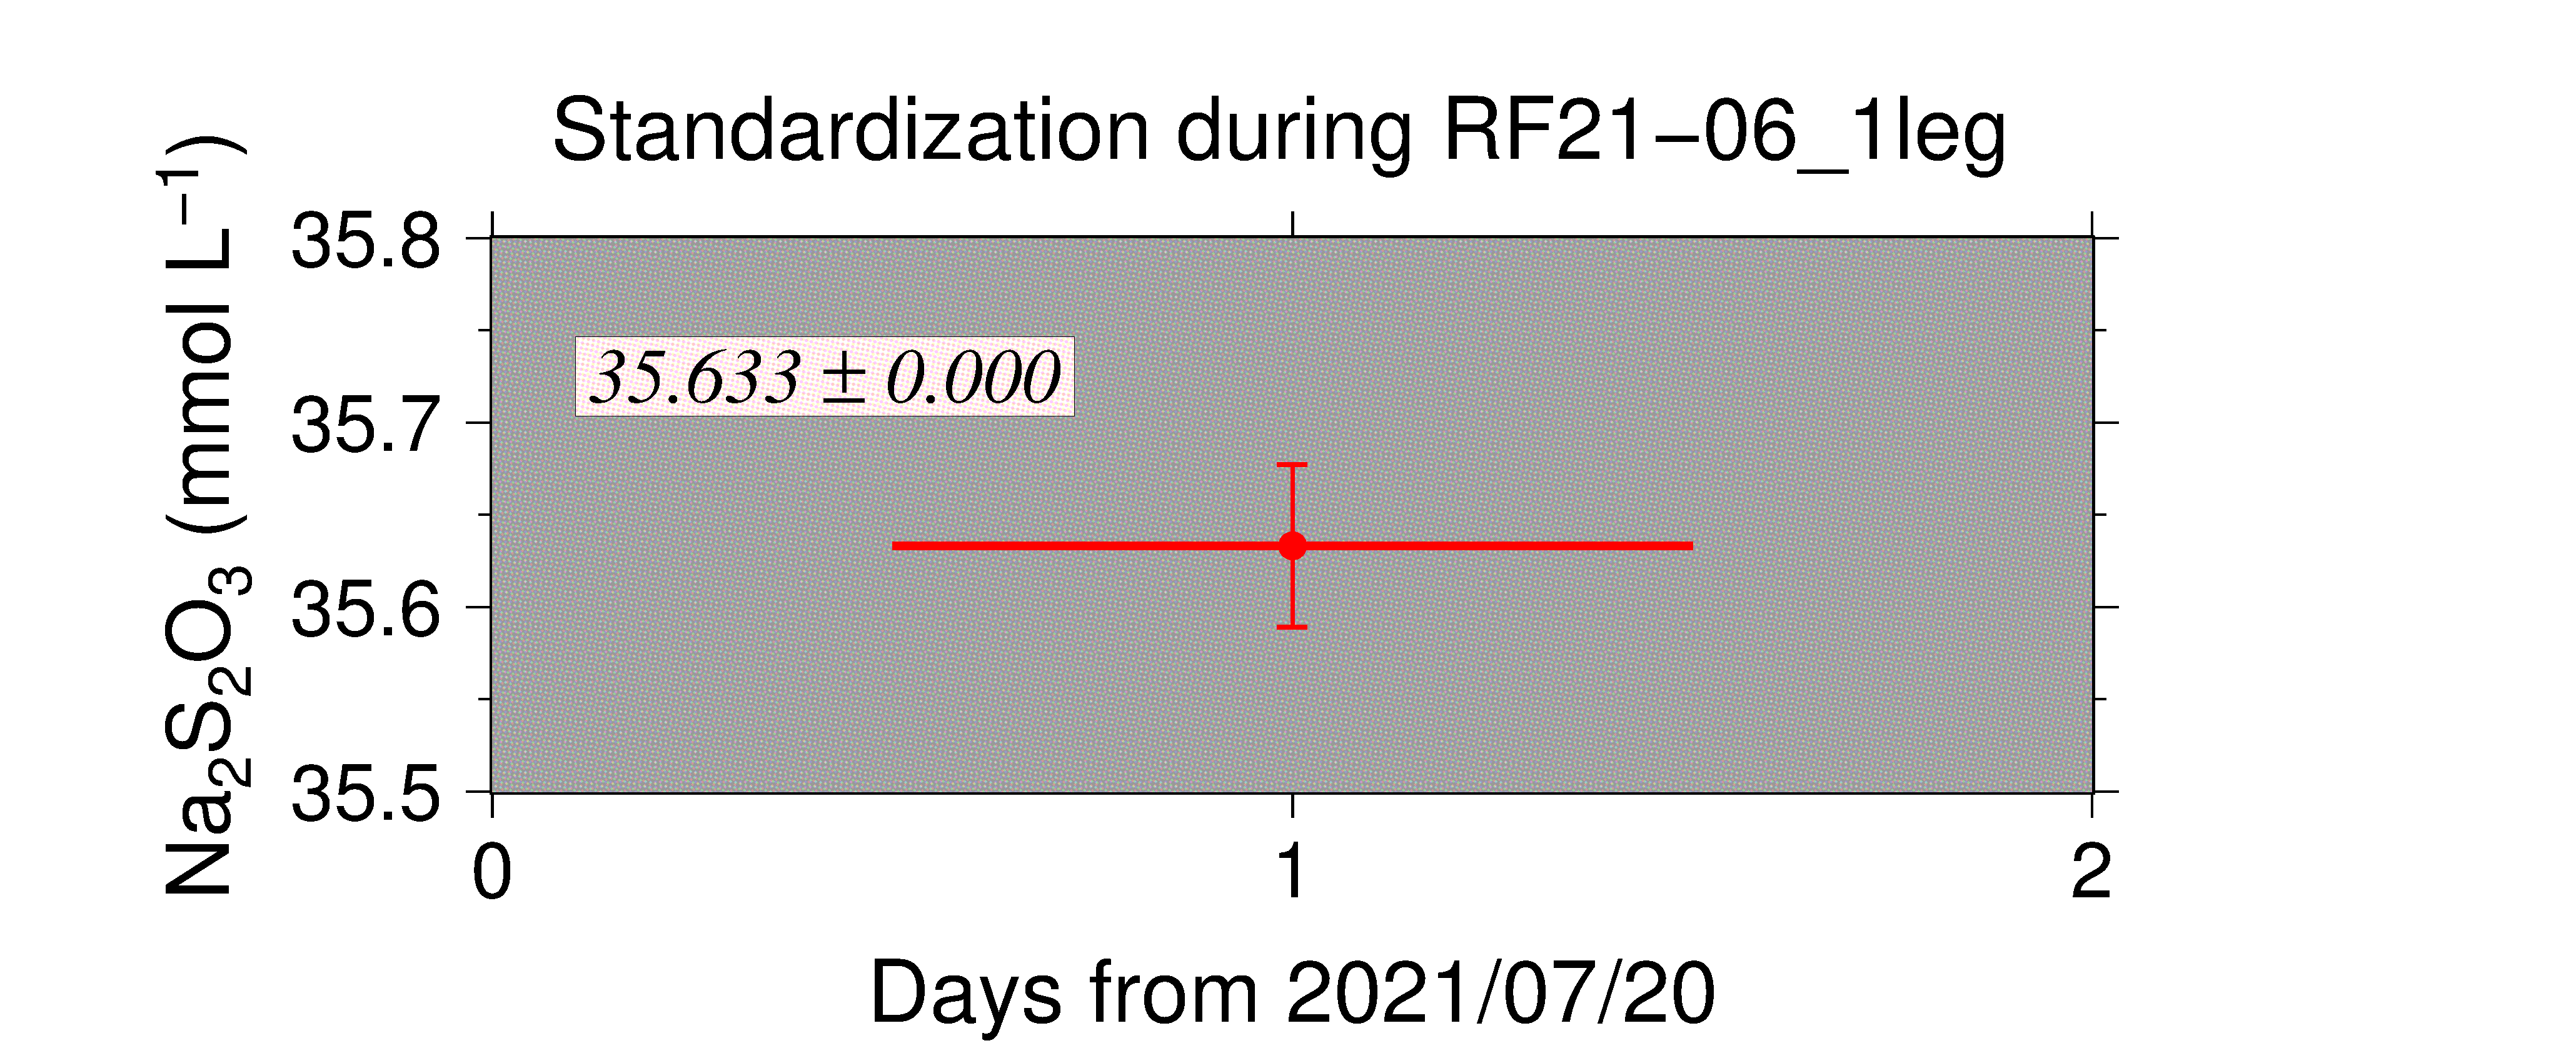 Standardization during RF21−06_1leg
Na₂S₂O₃ (mmol L⁻¹)
35.8
35.7
35.6
35.5
35.633 ± 0.000
0 1 2
Days from 2021/07/20